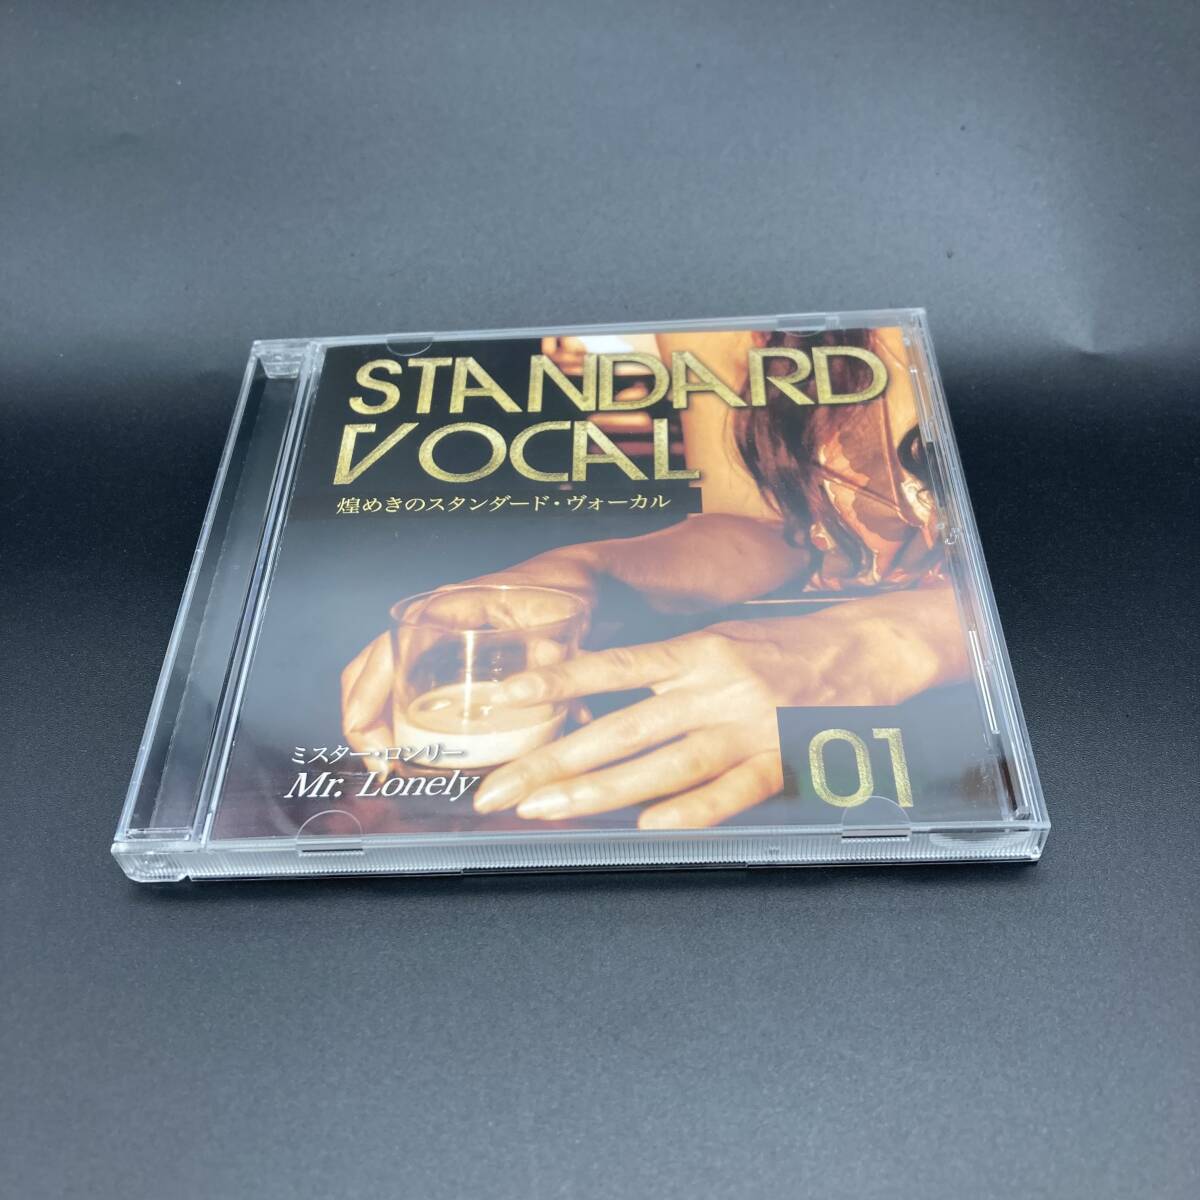 STANDARD
VOCAL
煌めきのスタンダード・ヴォーカル
ミスター・ロンリー
Mr. Lonely
01